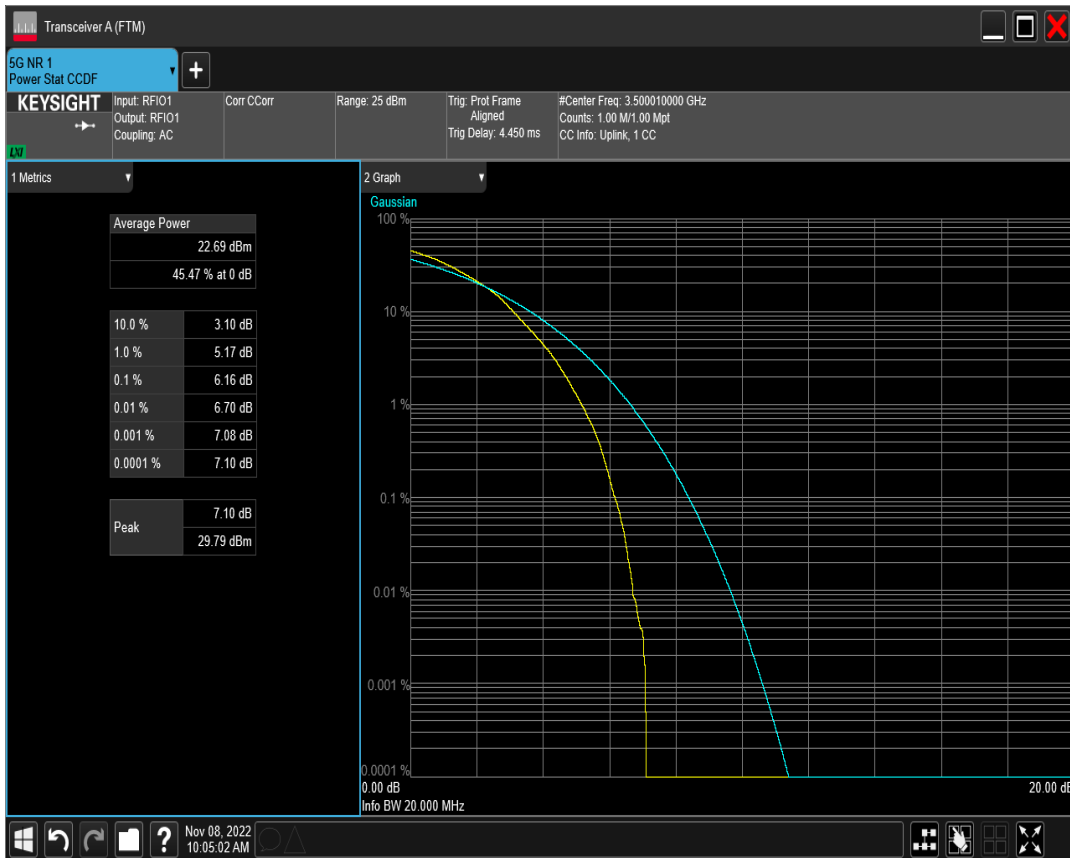 Transceiver A (FTM)
5G NR 1
Power Stat CCDF
+
KEYSIGHT
LXI
Input: RFIO1
Output: RFIO1
Coupling: AC
Corr CCorr
Range: 25 dBm
Trig: Prot Frame
Aligned
Trig Delay: 4.450 ms
#Center Freq: 3.500010000 GHz
Counts: 1.00 M/1.00 Mpt
CC Info: Uplink, 1 CC
1 Metrics
Average Power
22.69 dBm
45.47 % at 0 dB
10.0 % 3.10 dB
1.0 % 5.17 dB
0.1 % 6.16 dB
0.01 % 6.70 dB
0.001 % 7.08 dB
0.0001 % 7.10 dB
Peak
7.10 dB
29.79 dBm
2 Graph
Gaussian
100 %
10 %
1 %
0.1 %
0.01 %
0.001 %
0.0001 %
0.00 dB 20.00 dB
Info BW 20.000 MHz
?
Nov 08, 2022
10:05:02 AM